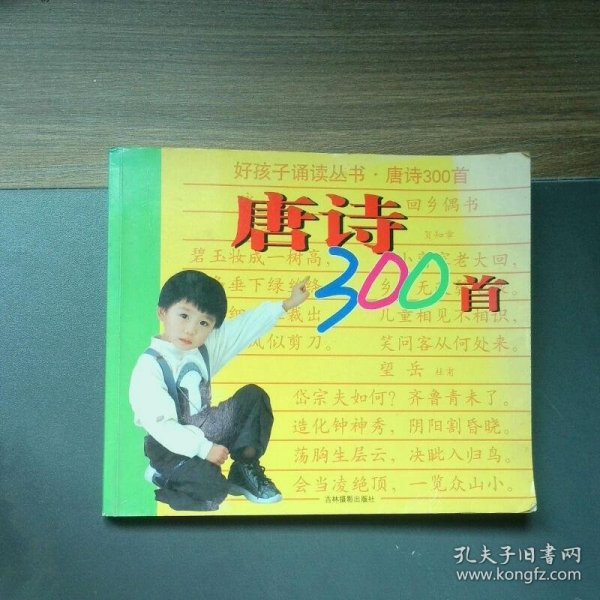 好孩子诵读丛书·唐诗300首
唐诗
300
首
回乡偶书
贺知章
碧玉妆成一树高，
老大回，
垂下绿丝绦
细
裁出
儿童相见不相识，
风似剪刀。
笑问客从何处来。
望岳 杜甫
岱宗夫如何？齐鲁青未了。
造化钟神秀，阴阳割昏晓。
荡胸生层云，决眦入归鸟。
会当凌绝顶，一览众山小。
吉林摄影出版社
孔夫子旧书网
www.kongfz.com